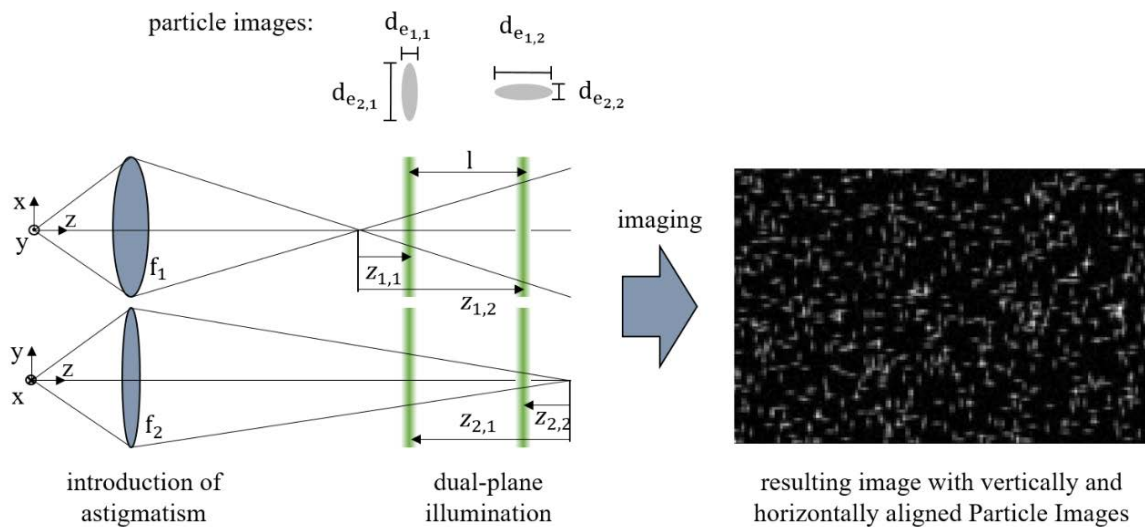 particle images:
d_{e_{1,1}}
d_{e_{1,2}}
d_{e_{2,1}}
d_{e_{2,2}}
l
x
z
y
f_1
z_{1,1}
z_{1,2}
imaging
y
z
x
f_2
z_{2,1}
z_{2,2}
introduction of
astigmatism
dual-plane
illumination
resulting image with vertically and
horizontally aligned Particle Images